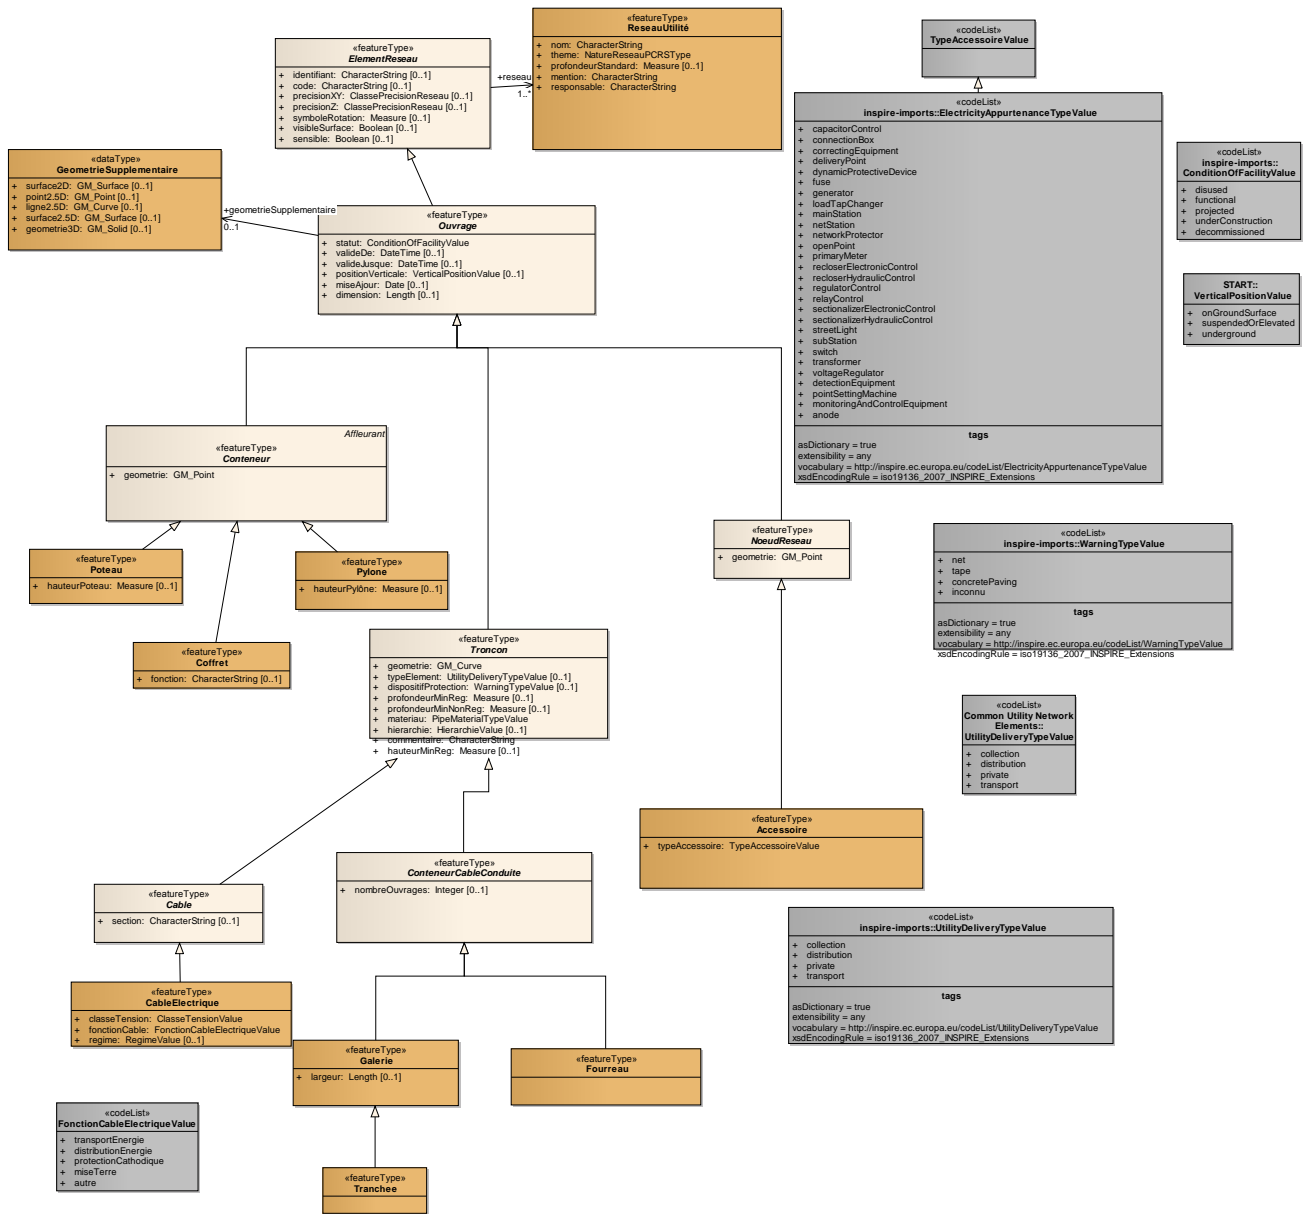 «featureType»
ReseauUtilité
+ nom: CharacterString
+ theme: NatureReseauPCRSType
+ profondeurStandard: Measure [0..1]
+ mention: CharacterString
+ responsable: CharacterString
«featureType»
ElementReseau
+ identifiant: CharacterString [0..1]
+ code: CharacterString [0..1]
+ precisionXY: ClassePrecisionReseau [0..1]
+ precisionZ: ClassePrecisionReseau [0..1]
+ symboleRotation: Measure [0..1]
+ visibleSurface: Boolean [0..1]
+ sensible: Boolean [0..1]
+reseau
1..*
«codeList»
TypeAccessoireValue
«codeList»
inspire-imports::ElectricityAppurtenanceTypeValue
+ capacitorControl
+ connectionBox
+ correctingEquipment
+ deliveryPoint
+ dynamicProtectiveDevice
+ fuse
+ generator
+ loadTapChanger
+ mainStation
+ netStation
+ networkProtector
+ openPoint
+ primaryMeter
+ recloserElectronicControl
+ recloserHydraulicControl
+ regulatorControl
+ relayControl
+ sectionalizerElectronicControl
+ sectionalizerHydraulicControl
+ streetLight
+ subStation
+ switch
+ transformer
+ voltageRegulator
+ detectionEquipment
+ pointSettingMachine
+ monitoringAndControlEquipment
+ anode
tags
asDictionary = true
extensibility = any
vocabulary = http://inspire.ec.europa.eu/codeList/ElectricityAppurtenanceTypeValue
xsdEncodingRule = iso19136_2007_INSPIRE_Extensions
«codeList»
inspire-imports::
ConditionOfFacilityValue
+ disused
+ functional
+ projected
+ underConstruction
+ decommissioned
START::
VerticalPositionValue
+ onGroundSurface
+ suspendedOrElevated
+ underground
«dataType»
GeometrieSupplementaire
+ surface2D: GM_Surface [0..1]
+ point2.5D: GM_Point [0..1]
+ ligne2.5D: GM_Curve [0..1]
+ surface2.5D: GM_Surface [0..1]
+ geometrie3D: GM_Solid [0..1]
+geometrieSupplementaire
0..1
«featureType»
Ouvrage
+ statut: ConditionOfFacilityValue
+ valideDe: DateTime [0..1]
+ valideJusque: DateTime [0..1]
+ positionVerticale: VerticalPositionValue [0..1]
+ miseAjour: Date [0..1]
+ dimension: Length [0..1]
Affleurant
«featureType»
Conteneur
+ geometrie: GM_Point
«featureType»
Poteau
+ hauteurPoteau: Measure [0..1]
«featureType»
Pylone
+ hauteurPylône: Measure [0..1]
«featureType»
Coffret
+ fonction: CharacterString [0..1]
«featureType»
NoeudReseau
+ geometrie: GM_Point
«codeList»
inspire-imports::WarningTypeValue
+ net
+ tape
+ concretePaving
+ inconnu
tags
asDictionary = true
extensibility = any
vocabulary = http://inspire.ec.europa.eu/codeList/WarningTypeValue
xsdEncodingRule = iso19136_2007_INSPIRE_Extensions
«featureType»
Troncon
+ geometrie: GM_Curve
+ typeElement: UtilityDeliveryTypeValue [0..1]
+ dispositifProtection: WarningTypeValue [0..1]
+ profondeurMinReg: Measure [0..1]
+ profondeurMinNonReg: Measure [0..1]
+ materiau: PipeMaterialTypeValue
+ hierarchie: HierarchieValue [0..1]
+ commentaire: CharacterString
+ hauteurMinReg: Measure [0..1]
«codeList»
Common Utility Network
Elements::
UtilityDeliveryTypeValue
+ collection
+ distribution
+ private
+ transport
«featureType»
Accessoire
+ typeAccessoire: TypeAccessoireValue
«featureType»
ConteneurCableConduite
+ nombreOuvrages: Integer [0..1]
«featureType»
Cable
+ section: CharacterString [0..1]
«codeList»
inspire-imports::UtilityDeliveryTypeValue
+ collection
+ distribution
+ private
+ transport
tags
asDictionary = true
extensibility = any
vocabulary = http://inspire.ec.europa.eu/codeList/UtilityDeliveryTypeValue
xsdEncodingRule = iso19136_2007_INSPIRE_Extensions
«featureType»
CableElectrique
+ classeTension: ClasseTensionValue
+ fonctionCable: FonctionCableElectriqueValue
+ regime: RegimeValue [0..1]
«featureType»
Galerie
+ largeur: Length [0..1]
«featureType»
Fourreau
«codeList»
FonctionCableElectriqueValue
+ transportEnergie
+ distributionEnergie
+ protectionCathodique
+ miseTerre
+ autre
«featureType»
Tranchee